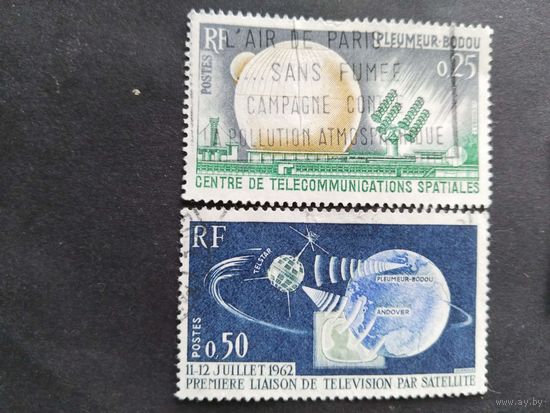 RF L'AIR DE PARIS PLEUMEUR-BODOU
POSTES ....SANS FUMEE 0,25
CAMPAGNE CONT
POLLUTION ATMOSPHERIQUE
CENTRE DE TELECOMMUNICATIONS SPATIALES
RF
TELSTAR
PLEUMEUR-BODOU
ANDOVER
POSTES 0,50
11-12 JUILLET 1962
PREMIERE LIAISON DE TELEVISION PAR SATELLITE
www.ay.by